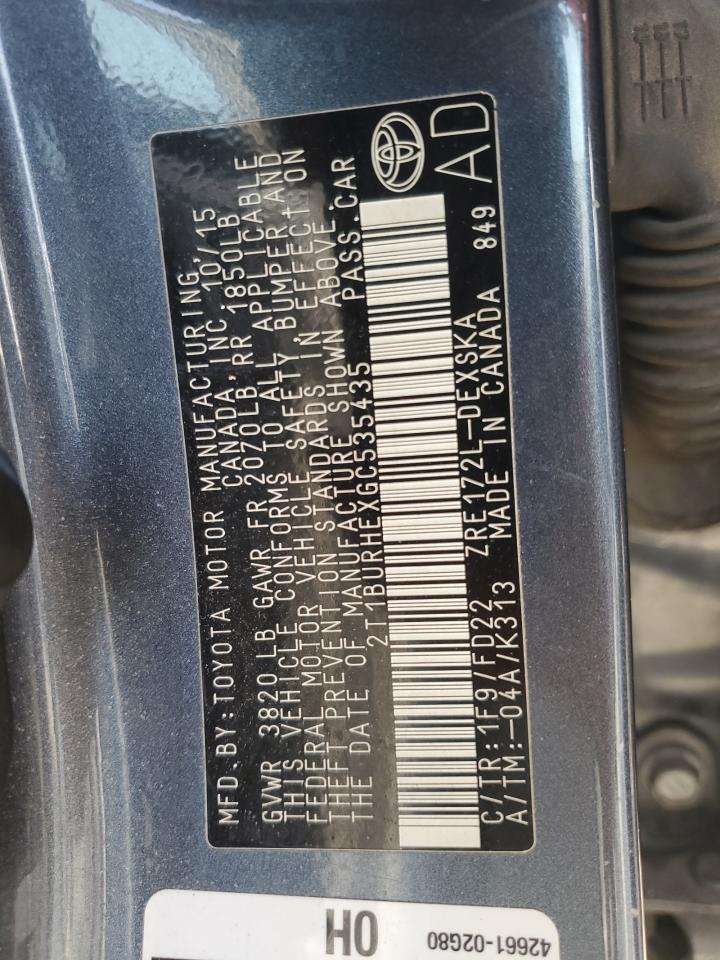 MFD.BY:TOYOTA MOTOR MANUFACTURING,
CANADA, INC 10/15
GVWR 3820LB GAWR FR 2070LB, RR 1850LB
THIS VEHICLE CONFORMS TO ALL APPLICABLE
FEDERAL MOTOR VEHICLE SAFETY, BUMPER, AND
THEFT PREVENTION STANDARDS IN EFFECT ON
THE DATE OF MANUFACTURE SHOWN ABOVE.
2T1BURHEXGC535435 PASS.CAR
C/TR:1F9/FD22 ZRE172L-DEXSKA
A/TM:-04A/K313 MADE IN CANADA 849
AD
0H
42661-02G80